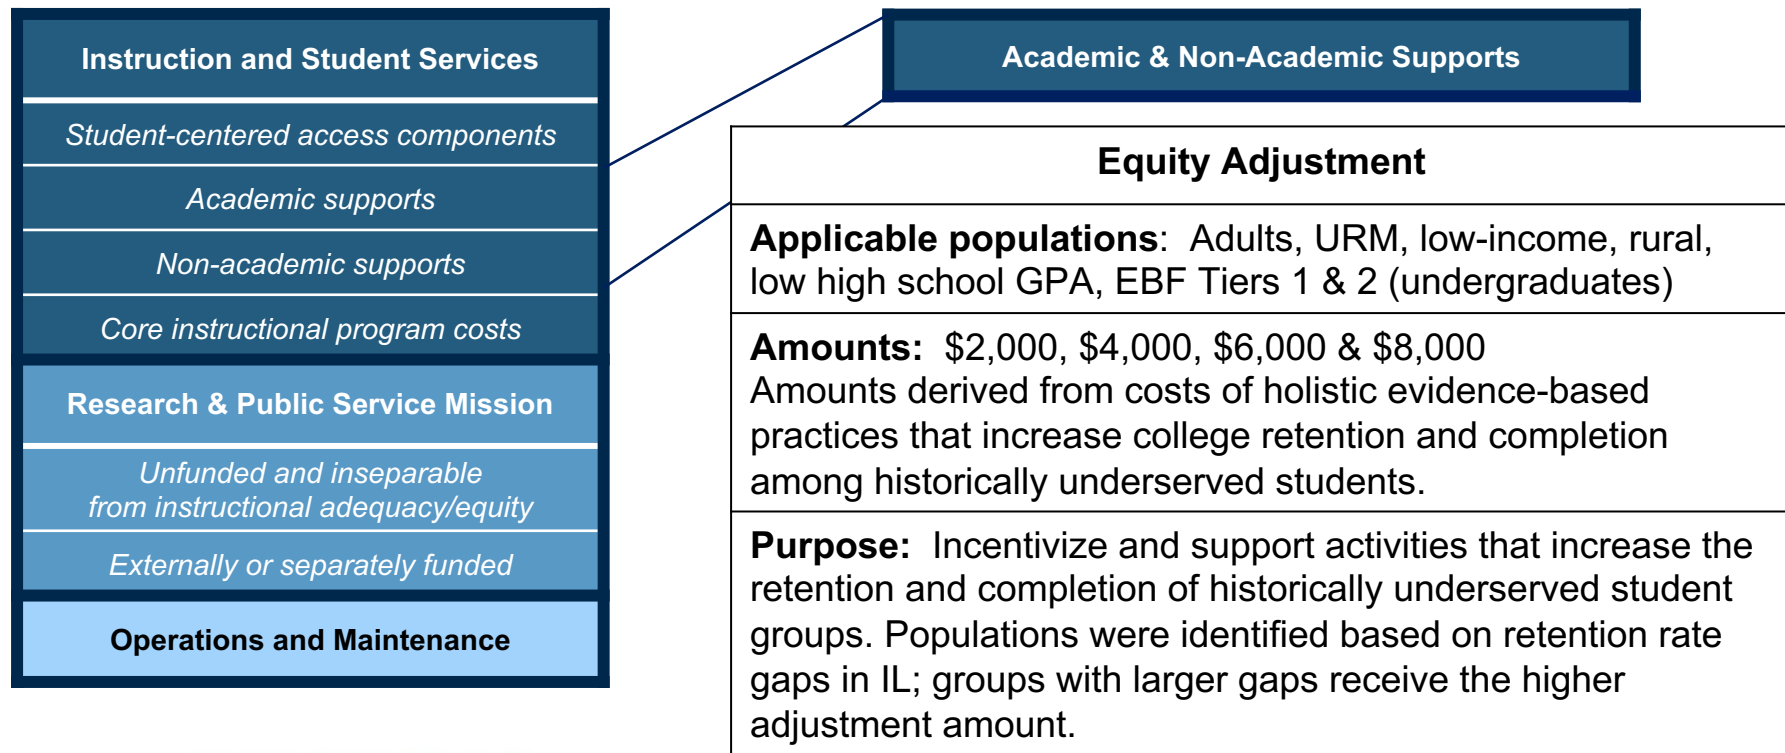 Instruction and Student Services
Student-centered access components
Academic supports
Non-academic supports
Core instructional program costs
Research & Public Service Mission
Unfunded and inseparable
from instructional adequacy/equity
Externally or separately funded
Operations and Maintenance
Academic & Non-Academic Supports
Equity Adjustment
Applicable populations: Adults, URM, low-income, rural,
low high school GPA, EBF Tiers 1 & 2 (undergraduates)
Amounts: $2,000, $4,000, $6,000 & $8,000
Amounts derived from costs of holistic evidence-based
practices that increase college retention and completion
among historically underserved students.
Purpose: Incentivize and support activities that increase the
retention and completion of historically underserved student
groups. Populations were identified based on retention rate
gaps in IL; groups with larger gaps receive the higher
adjustment amount.